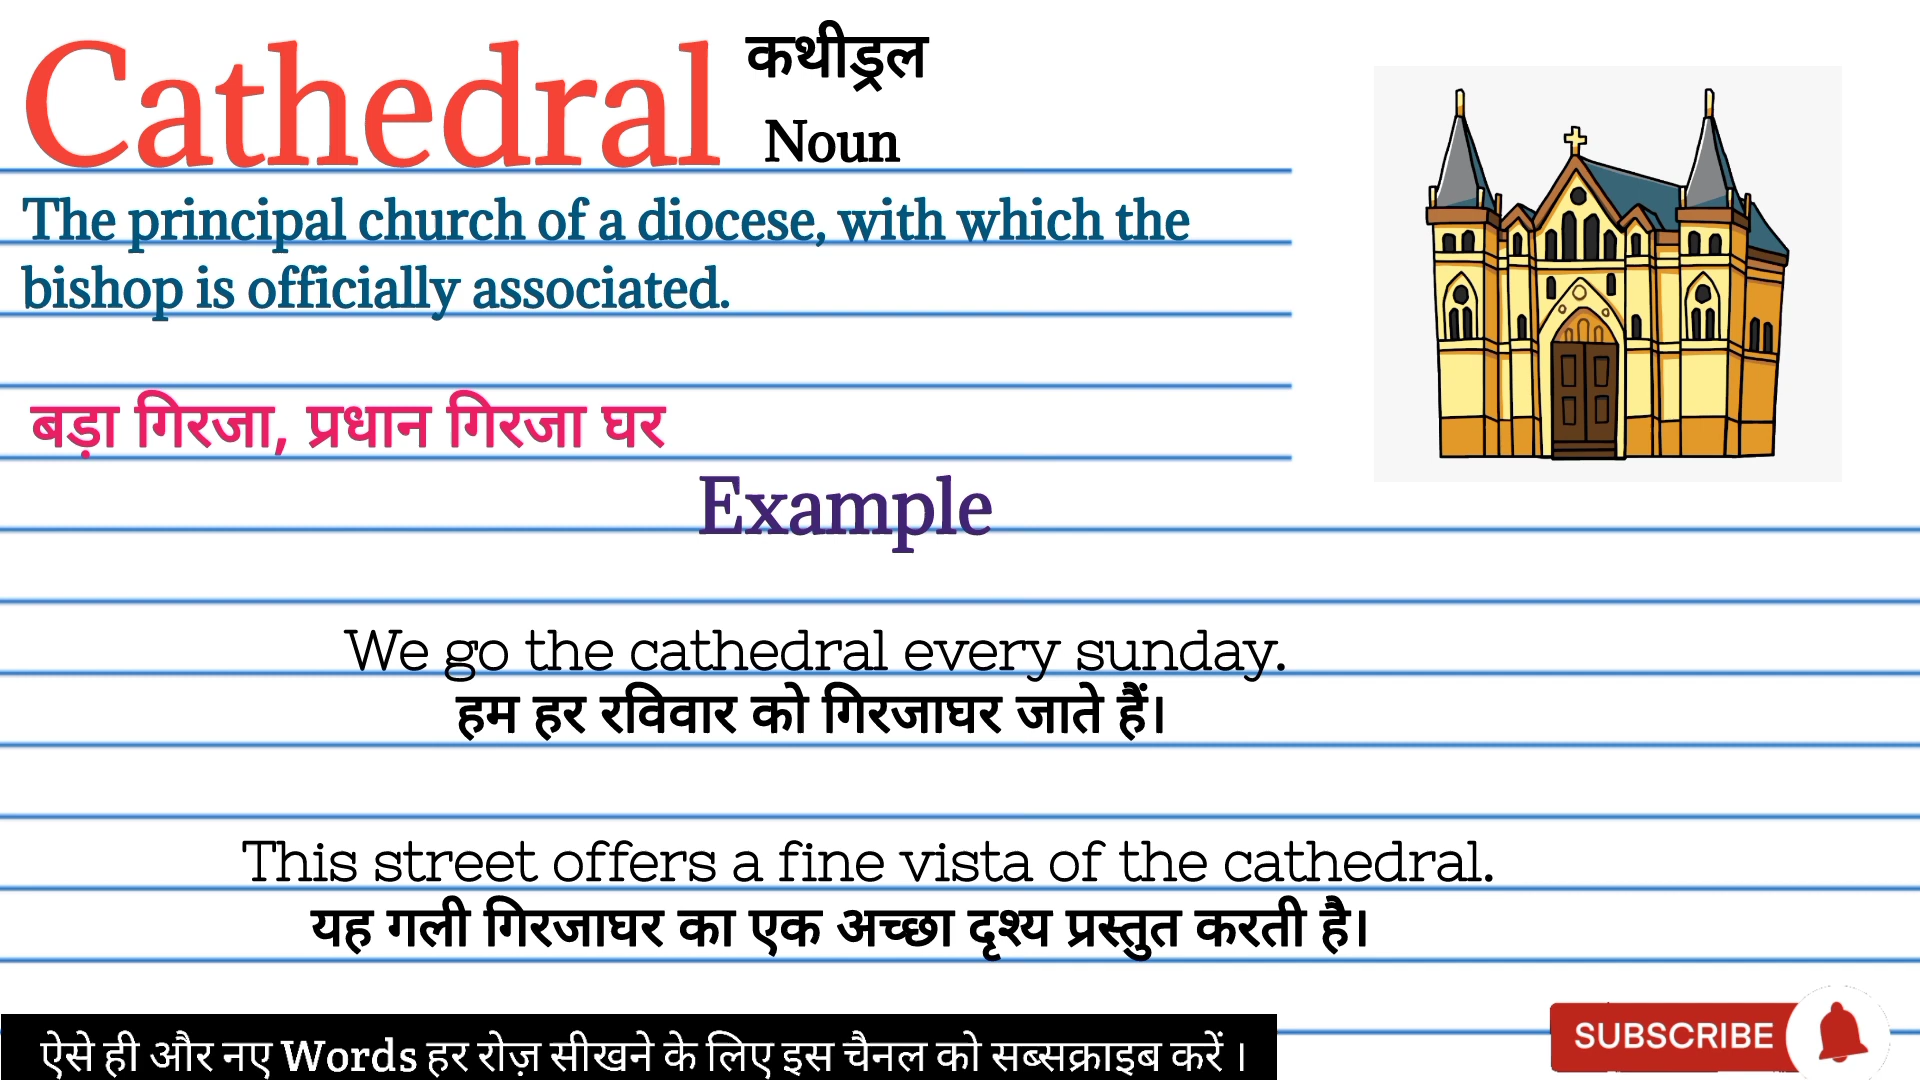 Cathedral
कथीड्रल
Noun
The principal church of a diocese, with which the
bishop is officially associated.
बड़ा गिरजा, प्रधान गिरजा घर
Example
We go the cathedral every sunday.
हम हर रविवार को गिरजाघर जाते हैं।
This street offers a fine vista of the cathedral.
यह गली गिरजाघर का एक अच्छा दृश्य प्रस्तुत करती है।
ऐसे ही और नए Words हर रोज़ सीखने के लिए इस चैनल को सब्सक्राइब करें ।
SUBSCRIBE